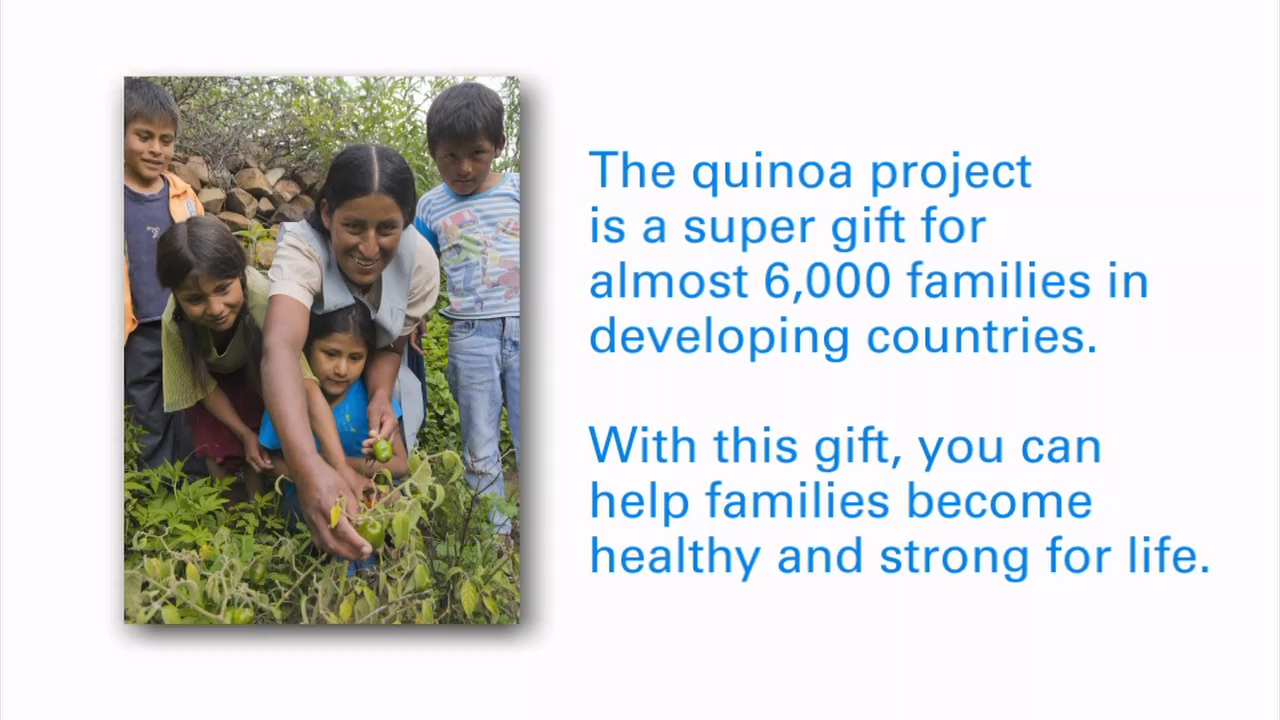 The quinoa project
is a super gift for
almost 6,000 families in
developing countries.
With this gift, you can
help families become
healthy and strong for life.